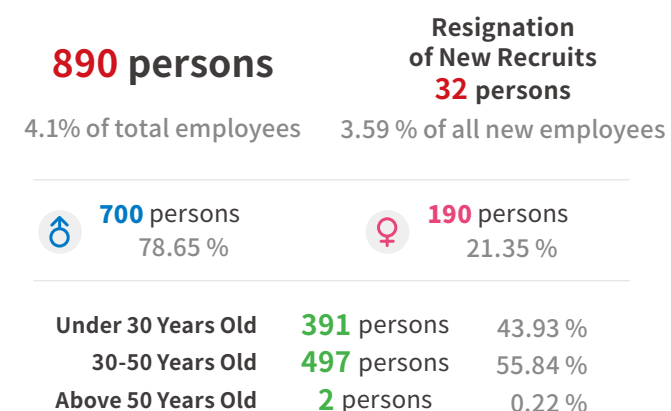 890 persons
4.1% of total employees
Resignation
of New Recruits
32 persons
3.59 % of all new employees
700 persons
78.65 %
190 persons
21.35 %
Under 30 Years Old 391 persons 43.93 %
30-50 Years Old 497 persons 55.84 %
Above 50 Years Old 2 persons 0.22 %